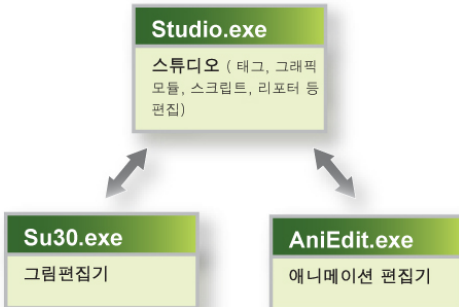 Studio.exe
스튜디오 ( 태그, 그래픽
모듈, 스크립트, 리포터 등
편집)
Su30.exe
그림편집기
AniEdit.exe
애니메이션 편집기